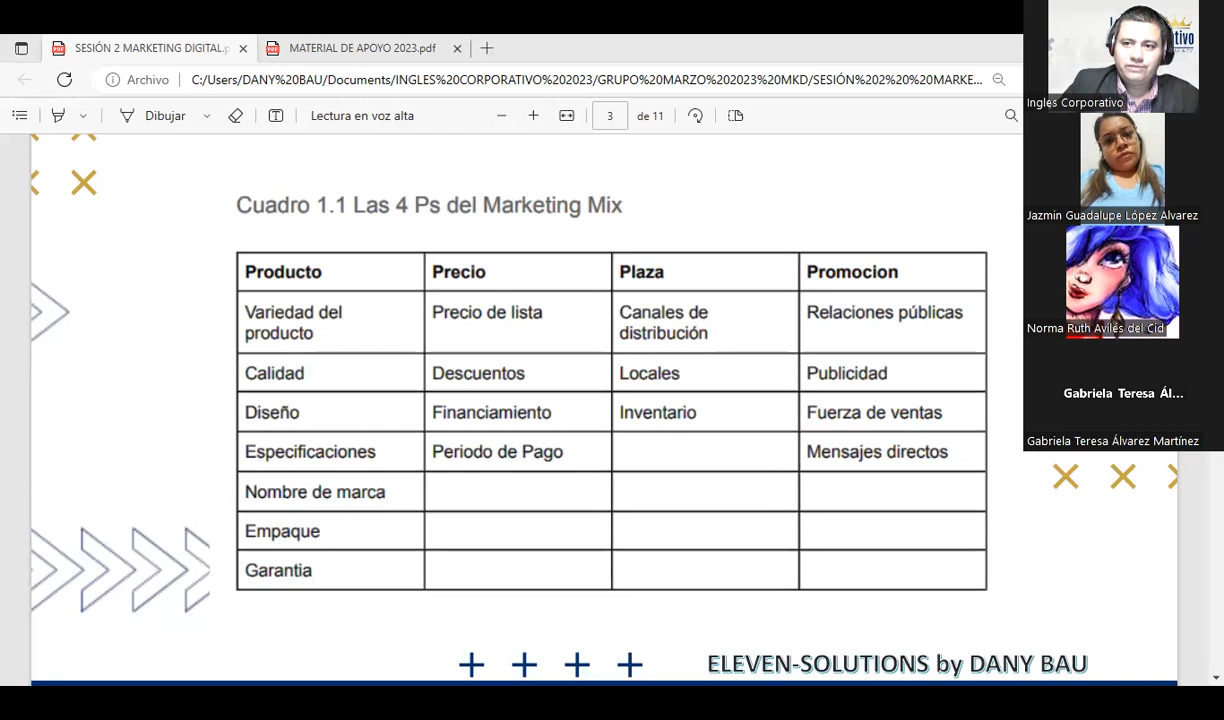 SESIÓN 2 MARKETING DIGITAL.p
MATERIAL DE APOYO 2023.pdf
Archivo
C:/Users/DANY%20BAU/Documents/INGLES%20CORPORATIVO%202023/GRUPO%20MARZO%202023%20MKD/SESIÓN%202%20%20MARKE...
Dibujar
Lectura en voz alta
3
de 11
Cuadro 1.1 Las 4 Ps del Marketing Mix
Producto Precio Plaza Promocion
Variedad del
producto
Precio de lista
Canales de
distribución
Relaciones públicas
Calidad Descuentos Locales Publicidad
Diseño Financiamiento Inventario Fuerza de ventas
Especificaciones Periodo de Pago Mensajes directos
Nombre de marca
Empaque
Garantia
ELEVEN-SOLUTIONS by DANY BAU
Ingles Corporativo
Jazmin Guadalupe López Alvarez
Norma Ruth Aviles del Cid
Gabriela Teresa Ál...
Gabriela Teresa Álvarez Martínez